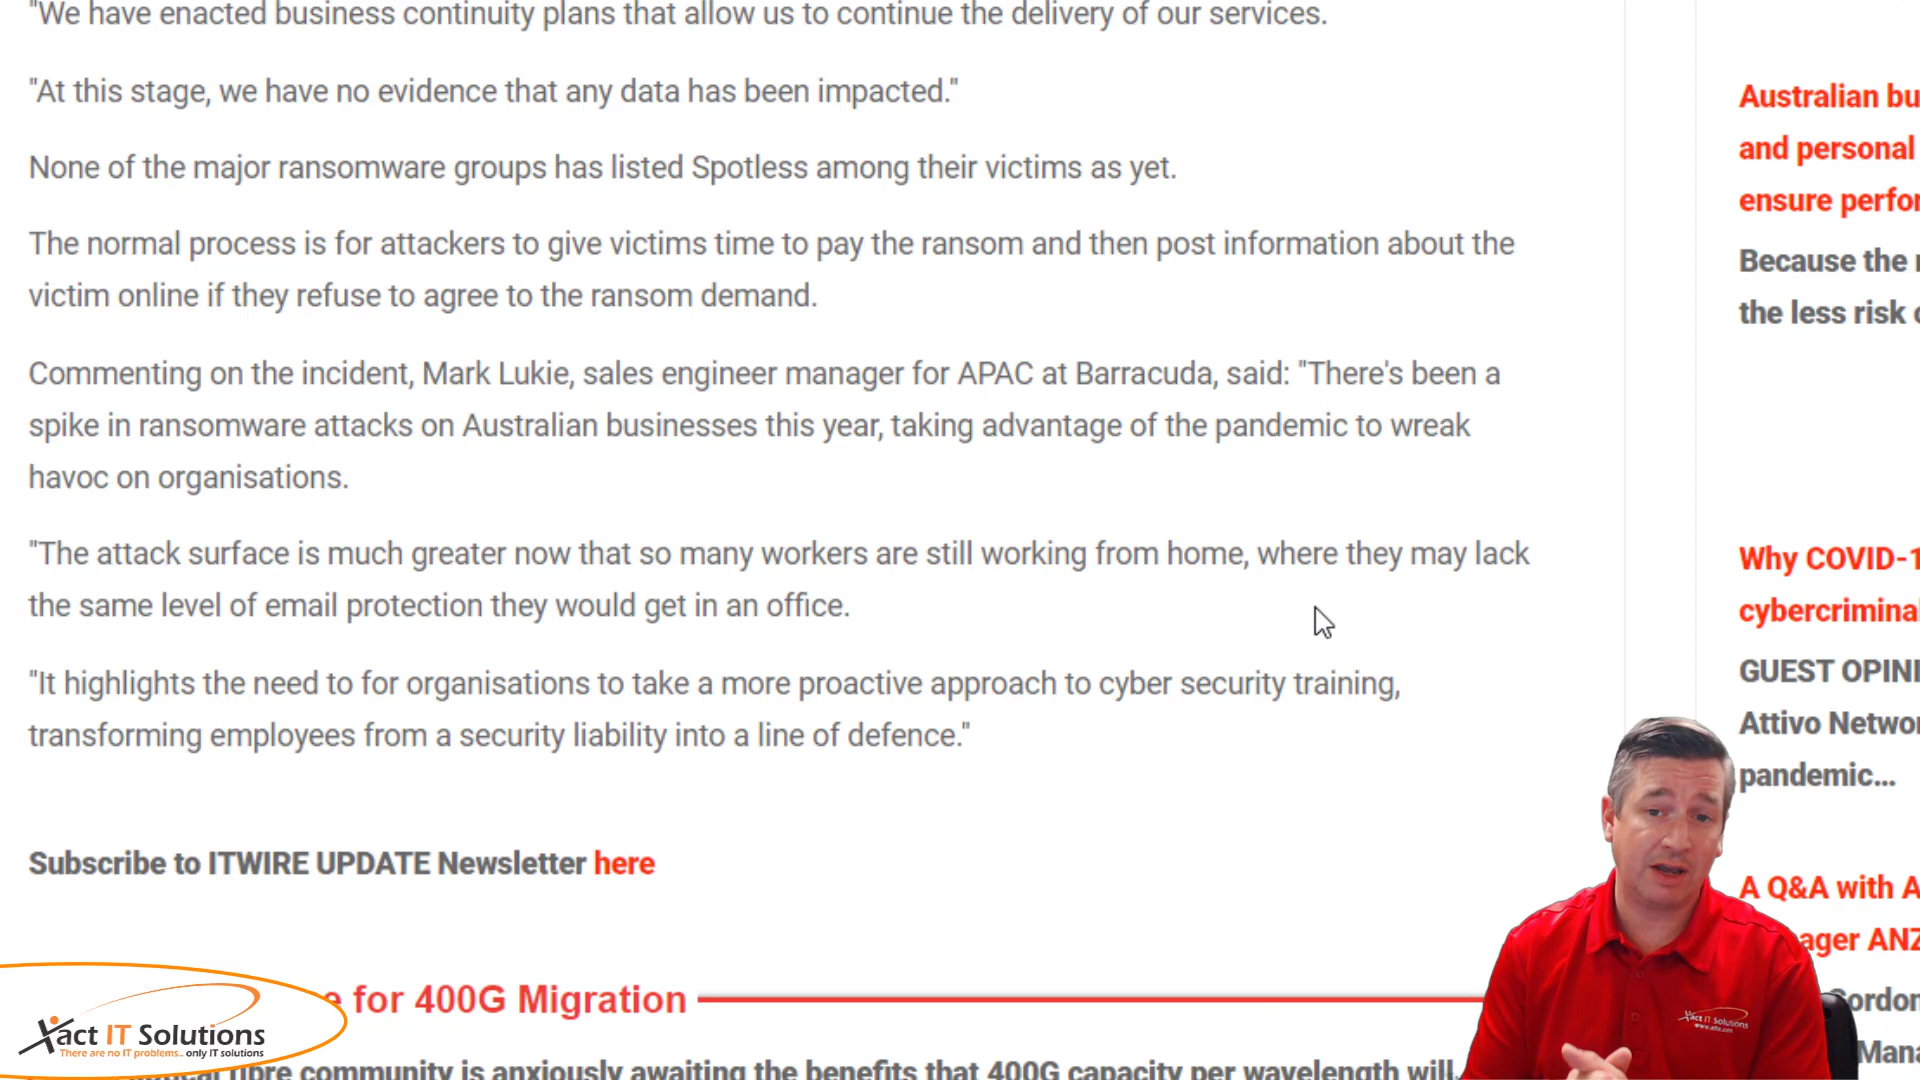 "We have enacted business continuity plans that allow us to continue the delivery of our services.
"At this stage, we have no evidence that any data has been impacted."
None of the major ransomware groups has listed Spotless among their victims as yet.
The normal process is for attackers to give victims time to pay the ransom and then post information about the
victim online if they refuse to agree to the ransom demand.
Commenting on the incident, Mark Lukie, sales engineer manager for APAC at Barracuda, said: "There's been a
spike in ransomware attacks on Australian businesses this year, taking advantage of the pandemic to wreak
havoc on organisations.
"The attack surface is much greater now that so many workers are still working from home, where they may lack
the same level of email protection they would get in an office.
"It highlights the need to for organisations to take a more proactive approach to cyber security training,
transforming employees from a security liability into a line of defence."
Subscribe to ITWIRE UPDATE Newsletter here
e for 400G Migration
fibre community is anxiously awaiting the benefits that 400G capacity per wavelength will
Australian bu
and personal
ensure perfor
Because the
the less risk
Why COVID-1
cybercriminal
GUEST OPINI
Attivo Networ
pandemic...
A Q&A with A
ager ANZ
Gordon
Mana
Xact IT Solutions
There are no IT problems.. only IT solutions
Xact IT Solutions